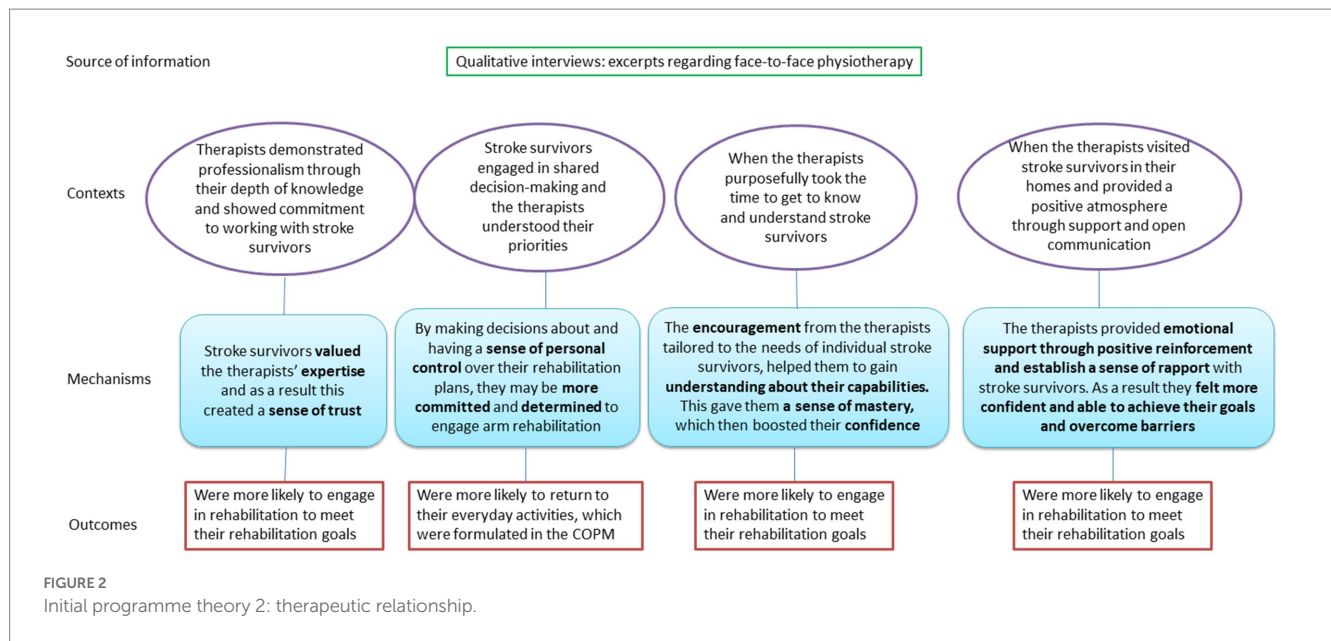 Source of information
Qualitative interviews: excerpts regarding face-to-face physiotherapy
Contexts
Therapists demonstrated
professionalism through
their depth of knowledge
and showed commitment
to working with stroke
survivors
Stroke survivors
engaged in shared
decision-making and
the therapists
understood their
priorities
When the therapists
purposefully took the
time to get to know
and understand stroke
survivors
When the therapists visited
stroke survivors in their
homes and provided a
positive atmosphere
through support and open
communication
Mechanisms
Stroke survivors valued
the therapists’ expertise
and as a result this
created a sense of trust
By making decisions about and
having a sense of personal
control over their rehabilitation
plans, they may be more
committed and determined to
engage arm rehabilitation
The encouragement from the therapists
tailored to the needs of individual stroke
survivors, helped them to gain
understanding about their capabilities.
This gave them a sense of mastery,
which then boosted their confidence
The therapists provided emotional
support through positive reinforcement
and establish a sense of rapport with
stroke survivors. As a result they felt more
confident and able to achieve their goals
and overcome barriers
Outcomes
Were more likely to engage
in rehabilitation to meet
their rehabilitation goals
Were more likely to return to
their everyday activities, which
were formulated in the COPM
Were more likely to engage
in rehabilitation to meet
their rehabilitation goals
Were more likely to engage
in rehabilitation to meet
their rehabilitation goals
FIGURE 2
Initial programme theory 2: therapeutic relationship.